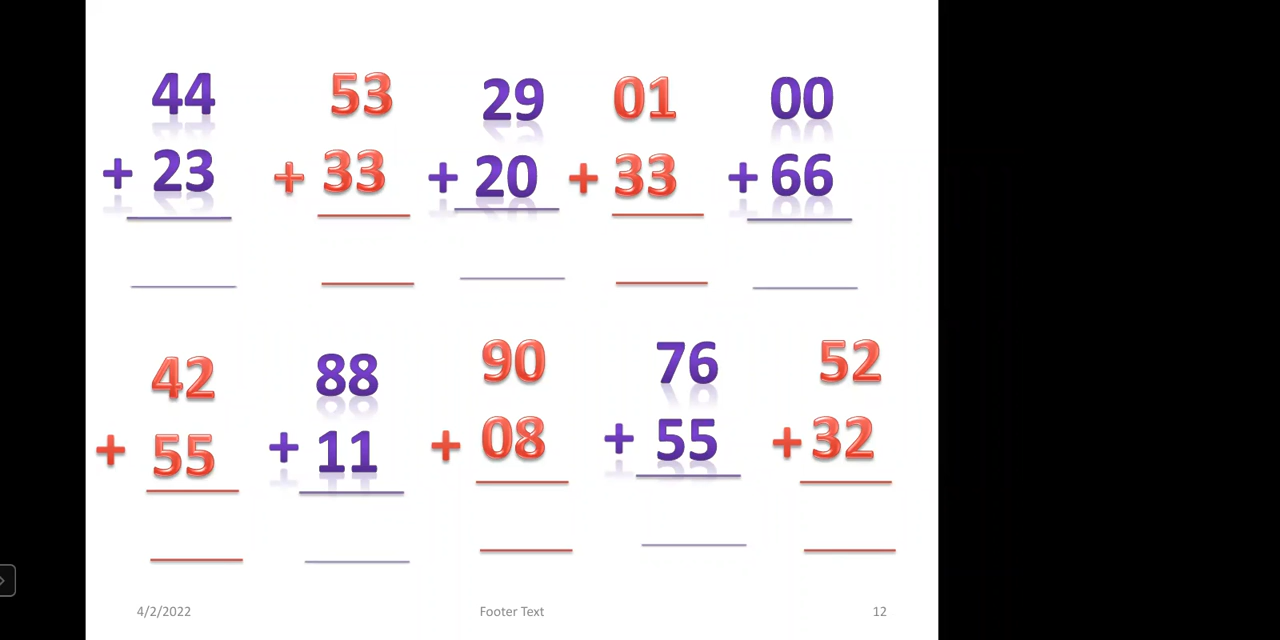 44 53 29 01 00
+ 23 + 33 + 20 + 33 + 66
42 88 90 76 52
+ 55 + 11 + 08 + 55 + 32
4/2/2022 Footer Text 12